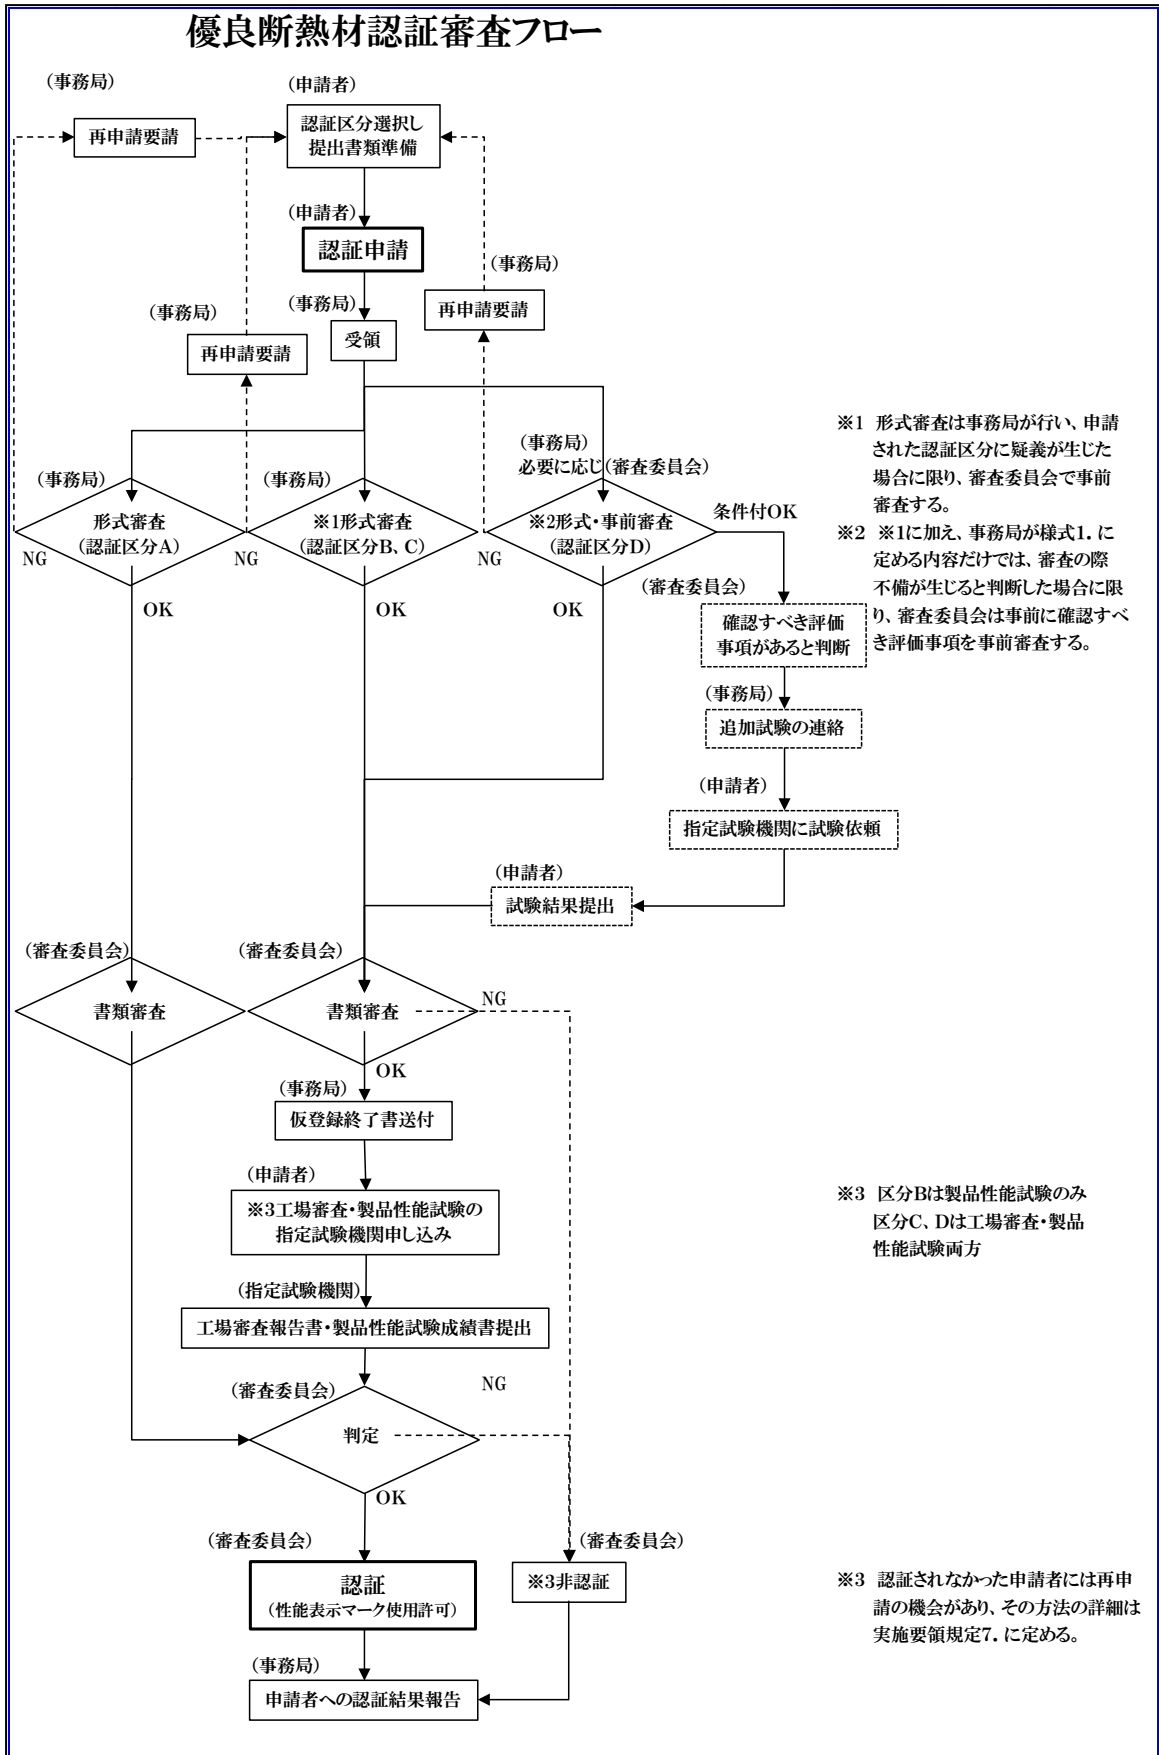 優良断熱材認証審査フロー
(事務局)
(申請者)
再申請要請
認証区分選択し
提出書類準備
(申請者)
認証申請
(事務局)
再申請要請
(事務局)
受領
(事務局)
再申請要請
※1 形式審査は事務局が行い、申請
された認証区分に疑義が生じた
場合に限り、審査委員会で事前
審査する。
※2 ※1に加え、事務局が様式1.に
定める内容だけでは、審査の際
不備が生じると判断した場合に限
り、審査委員会は事前に確認すべ
き評価事項を事前審査する。
(事務局)
形式審査
(認証区分A)
NG
OK
(事務局)
※1形式審査
(認証区分B、C)
NG
OK
(事務局)
必要に応じ(審査委員会)
※2形式・事前審査
(認証区分D)
NG
OK
条件付OK
(審査委員会)
確認すべき評価
事項があると判断
(事務局)
追加試験の連絡
(申請者)
指定試験機関に試験依頼
(申請者)
試験結果提出
(審査委員会)
書類審査
(審査委員会)
書類審査
NG
OK
(事務局)
仮登録終了書送付
(申請者)
※3工場審査・製品性能試験の
指定試験機関申し込み
※3 区分Bは製品性能試験のみ
区分C、Dは工場審査・製品
性能試験両方
(指定試験機関)
工場審査報告書・製品性能試験成績書提出
(審査委員会)
NG
判定
OK
(審査委員会)
認証
(性能表示マーク使用許可)
(審査委員会)
※3非認証
※3 認証されなかった申請者には再申
請の機会があり、その方法の詳細は
実施要領規定7.に定める。
(事務局)
申請者への認証結果報告